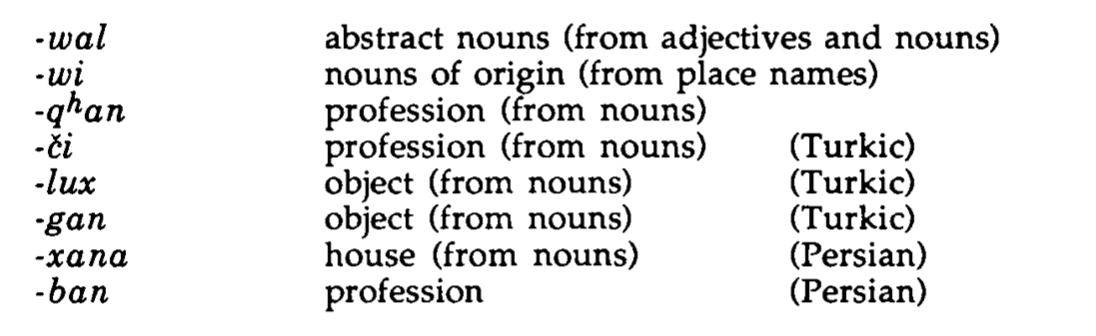 -wal abstract nouns (from adjectives and nouns)
-wi nouns of origin (from place names)
-qʰan profession (from nouns)
-či profession (from nouns) (Turkic)
-lux object (from nouns) (Turkic)
-gan object (from nouns) (Turkic)
-xana house (from nouns) (Persian)
-ban profession (Persian)